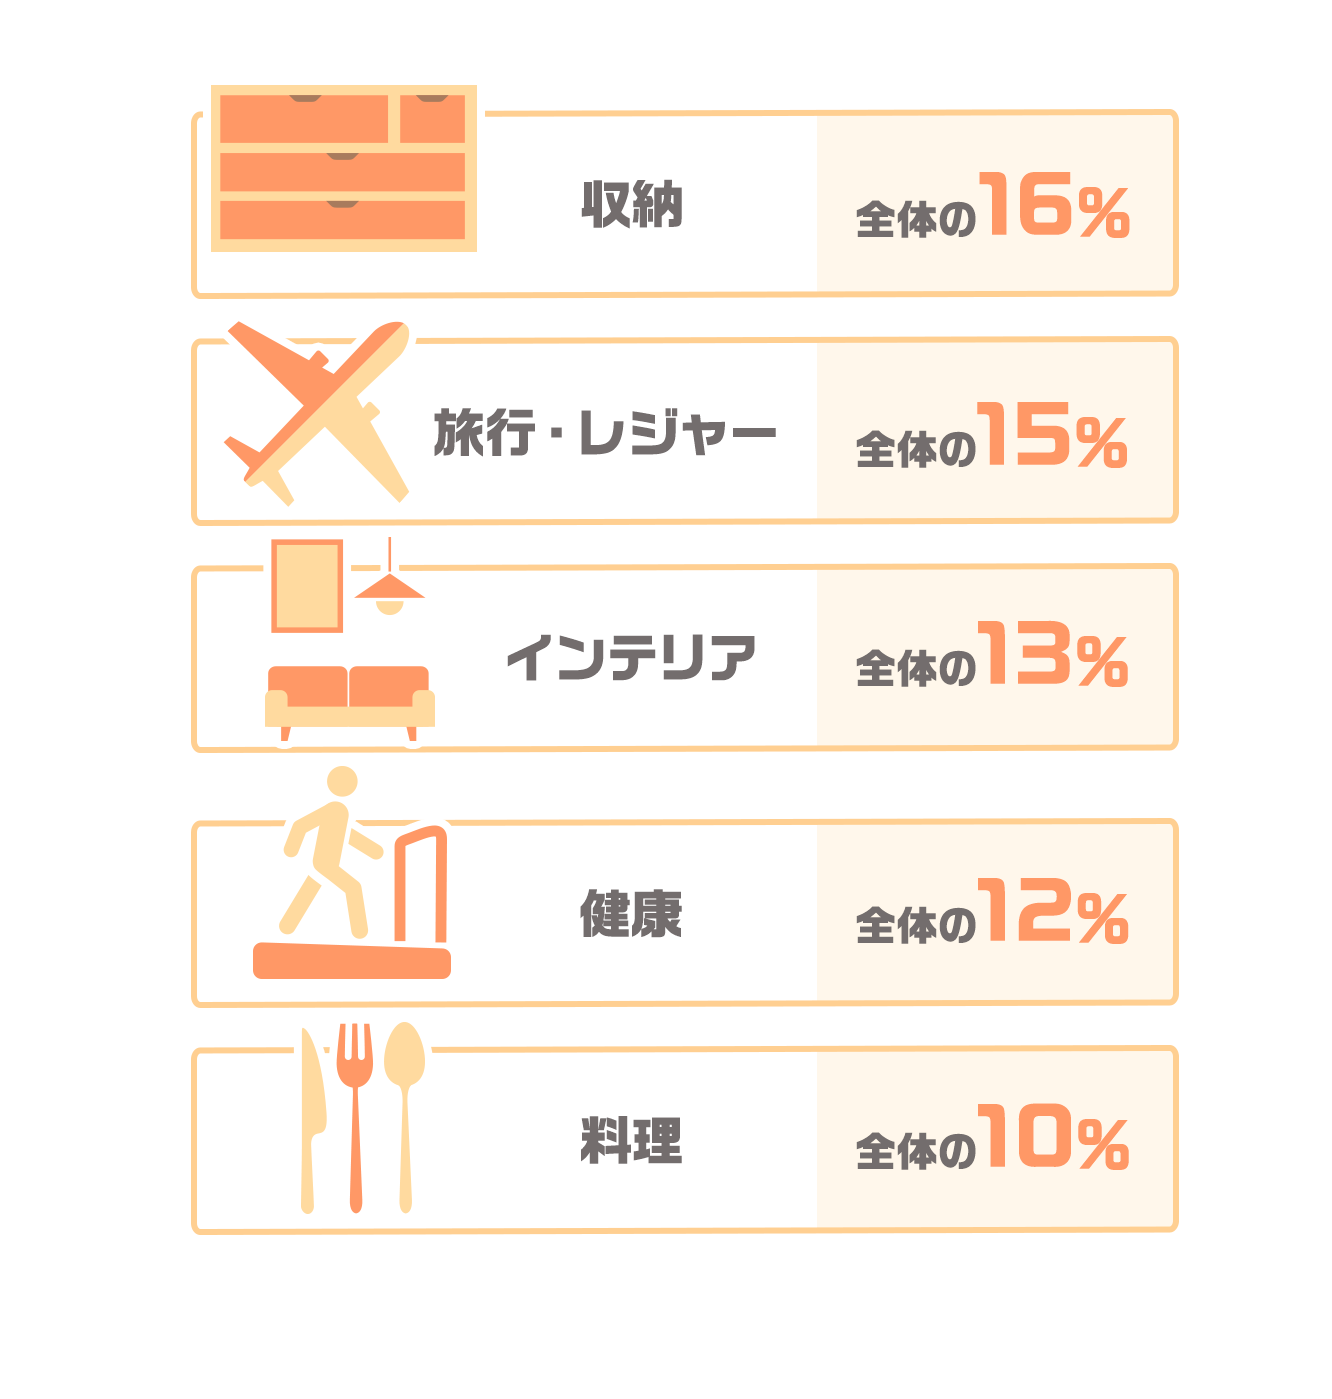 収納 全体の16%
旅行・レジャー 全体の15%
インテリア 全体の13%
健康 全体の12%
料理 全体の10%